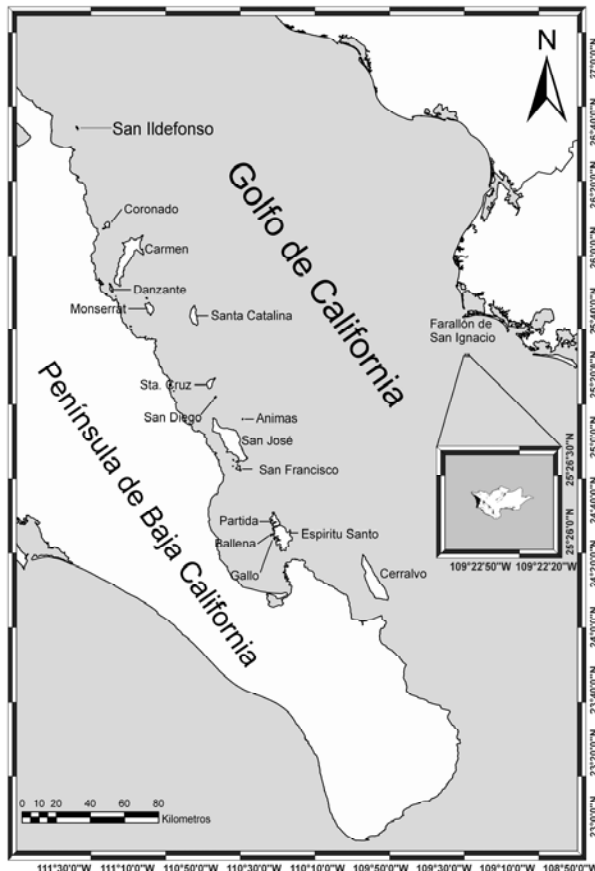 N
San Ildefonso
Golfo de California
Coronado
Carmen
Danzante
Monserrat
Santa Catalina
Farallón de
San Ignacio
Sta. Cruz
San Diego
Animas
San José
San Francisco
Península de Baja California
Partida
Espiritu Santo
Ballena
Gallo
Cerralvo
25°26'30"N
25°26'0"N
109°22'50"W 109°22'20"W
0 10 20 40 60 80
Kilometros
111°30'0"W 111°10'0"W 110°50'0"W 110°30'0"W 110°10'0"W 109°50'0"W 109°30'0"W 109°10'0"W 108°50'0"W